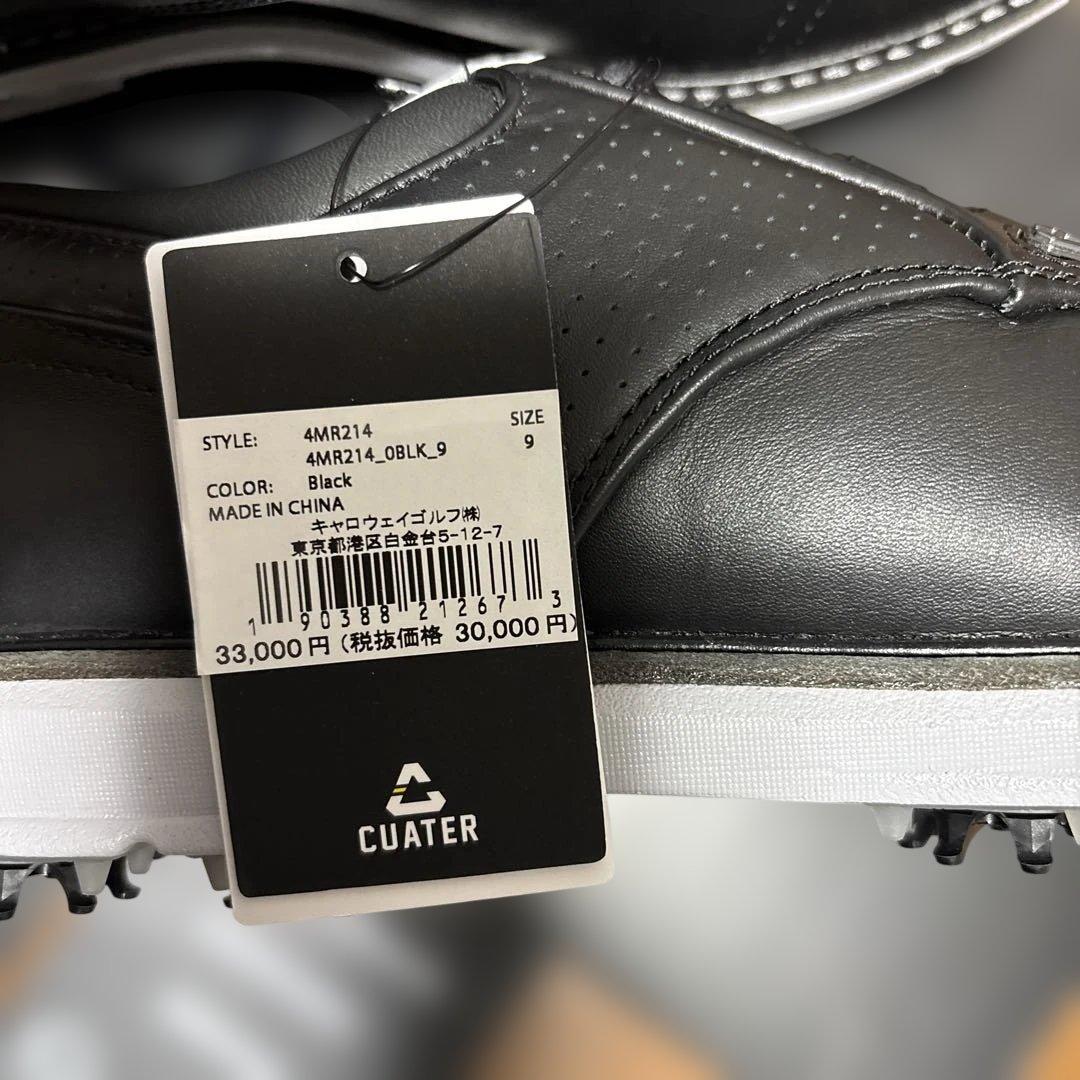 STYLE: 4MR214 SIZE
4MR214_0BLK_9 9
COLOR: Black
MADE IN CHINA
キャロウェイゴルフ㈱
東京都港区白金台5-12-7
1 90388 21267 3
33,000円(税抜価格 30,000円)
CUATER